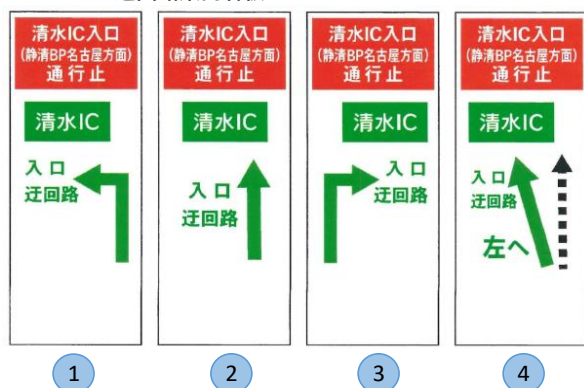 清水IC入口
(静清BP名古屋方面)
通行止
清水IC
入口
迂回路
1
清水IC入口
(静清BP名古屋方面)
通行止
清水IC
入口
迂回路
2
清水IC入口
(静清BP名古屋方面)
通行止
清水IC
入口
迂回路
3
清水IC入口
(静清BP名古屋方面)
通行止
清水IC
入口
迂回路
左へ
4